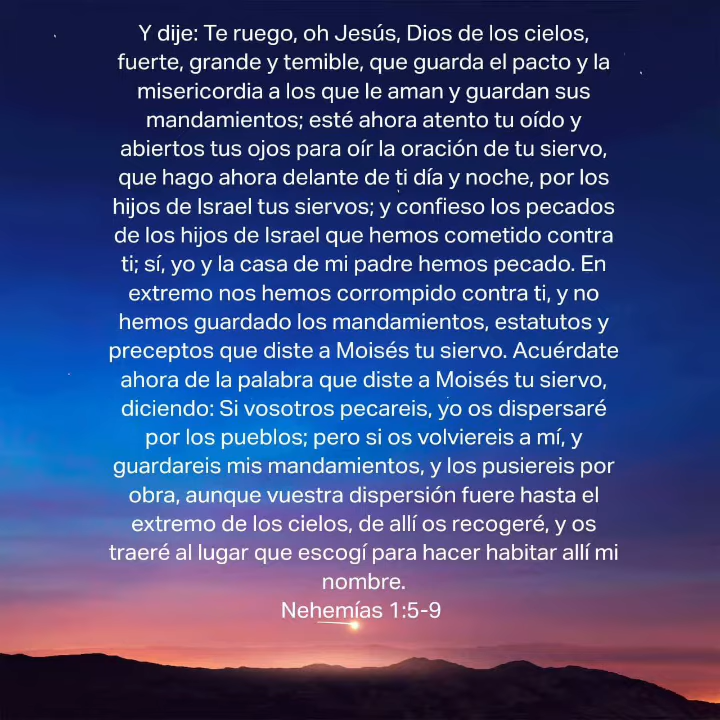 Y dije: Te ruego, oh Jesús, Dios de los cielos,
fuerte, grande y temible, que guarda el pacto y la
misericordia a los que le aman y guardan sus
mandamientos; esté ahora atento tu oído y
abiertos tus ojos para oír la oración de tu siervo,
que hago ahora delante de ti día y noche, por los
hijos de Israel tus siervos; y confieso los pecados
de los hijos de Israel que hemos cometido contra
ti; sí, yo y la casa de mi padre hemos pecado. En
extremo nos hemos corrompido contra ti, y no
hemos guardado los mandamientos, estatutos y
preceptos que diste a Moisés tu siervo. Acuérdate
ahora de la palabra que diste a Moisés tu siervo,
diciendo: Si vosotros pecareis, yo os dispersaré
por los pueblos; pero si os volviereis a mí, y
guardareis mis mandamientos, y los pusiereis por
obra, aunque vuestra dispersión fuere hasta el
extremo de los cielos, de allí os recogeré, y os
traeré al lugar que escogí para hacer habitar allí mi
nombre.
Nehemías 1:5-9